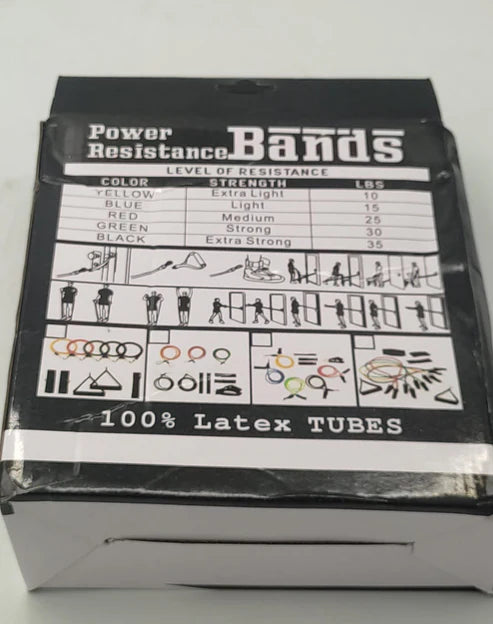 Power
Resistance Bands
LEVEL OF RESISTANCE
COLOR STRENGTH LBS
YELLOW Extra Light 10
BLUE Light 15
RED Medium 25
GREEN Strong 30
BLACK Extra Strong 35
100% Latex TUBES